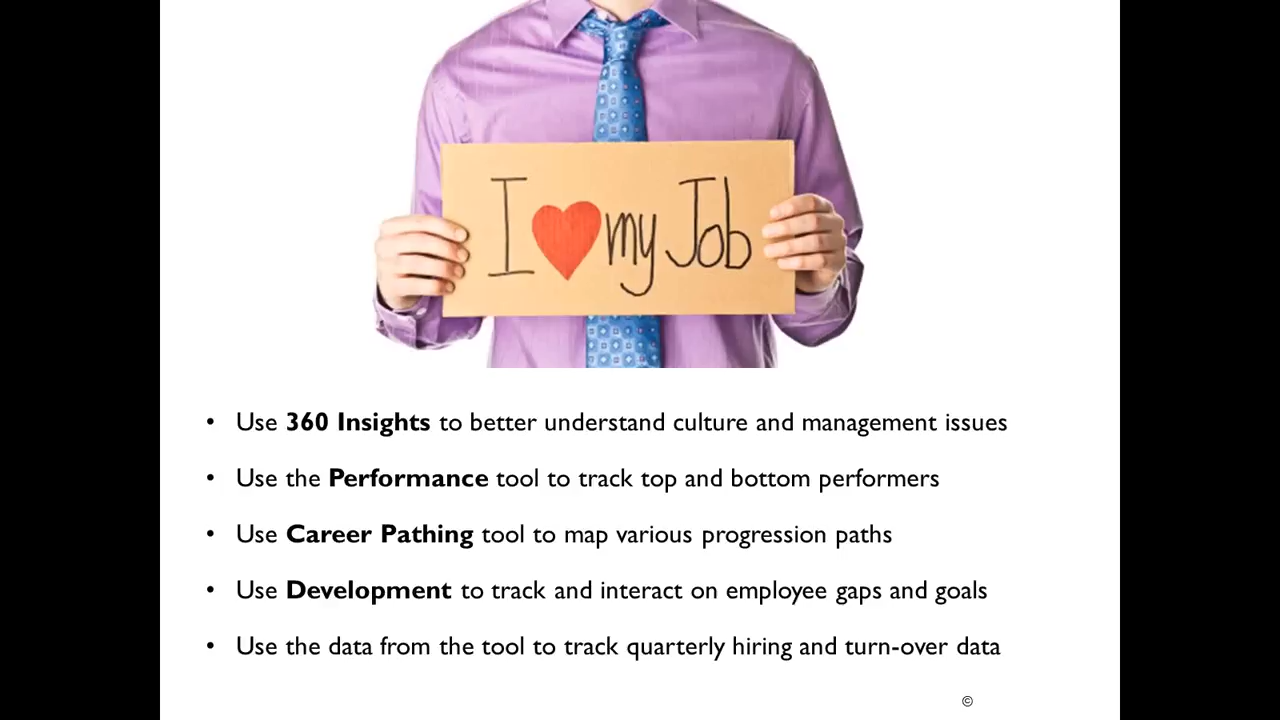 I ❤ my Job
• Use 360 Insights to better understand culture and management issues
• Use the Performance tool to track top and bottom performers
• Use Career Pathing tool to map various progression paths
• Use Development to track and interact on employee gaps and goals
• Use the data from the tool to track quarterly hiring and turn-over data
©